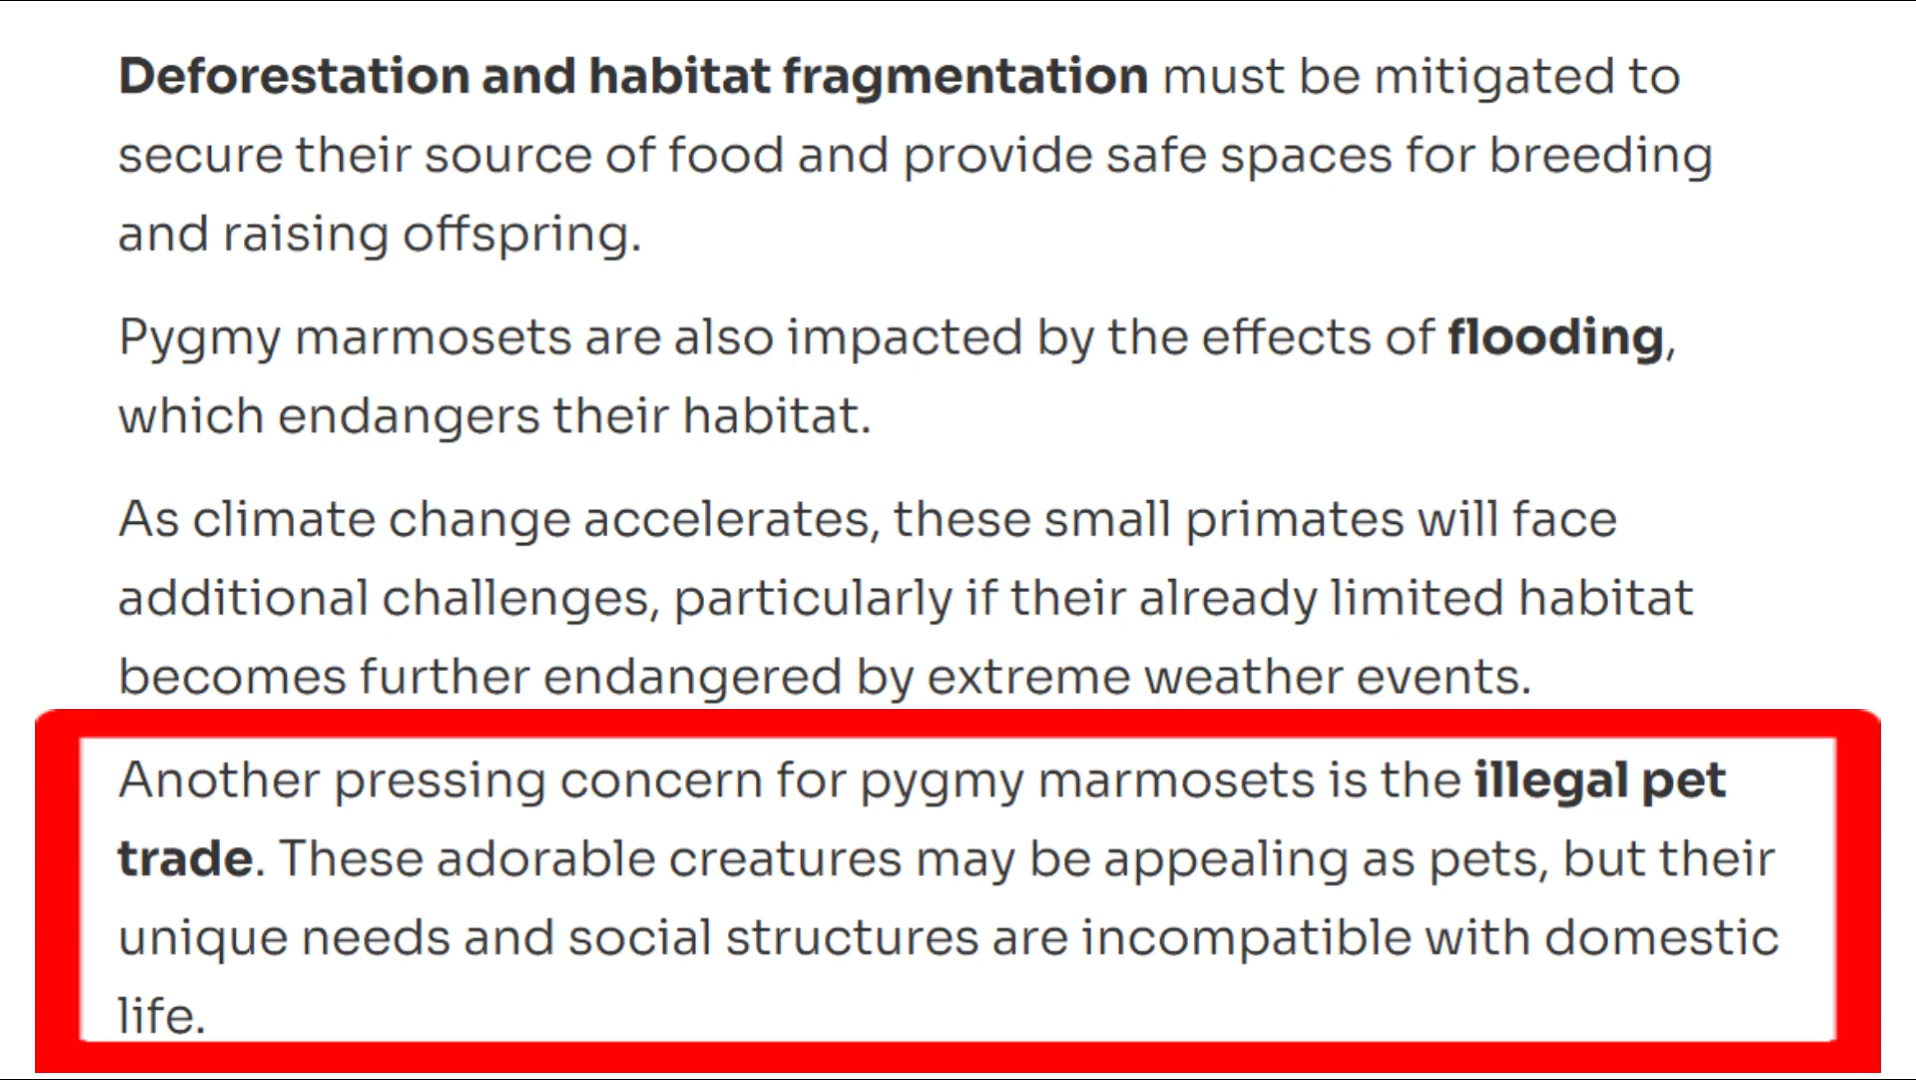 Deforestation and habitat fragmentation must be mitigated to
secure their source of food and provide safe spaces for breeding
and raising offspring.
Pygmy marmosets are also impacted by the effects of flooding,
which endangers their habitat.
As climate change accelerates, these small primates will face
additional challenges, particularly if their already limited habitat
becomes further endangered by extreme weather events.
Another pressing concern for pygmy marmosets is the illegal pet
trade. These adorable creatures may be appealing as pets, but their
unique needs and social structures are incompatible with domestic
life.